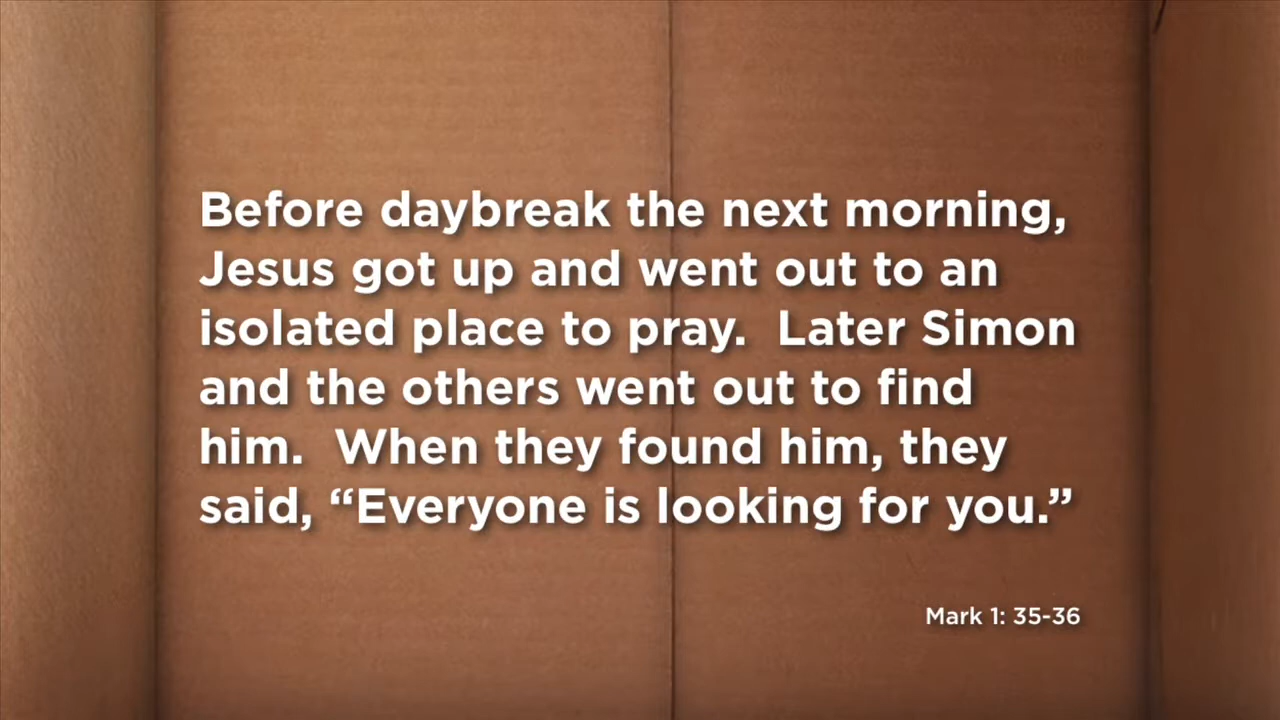 Before daybreak the next morning,
Jesus got up and went out to an
isolated place to pray.  Later Simon
and the others went out to find
him.  When they found him, they
said, “Everyone is looking for you.”
Mark 1: 35-36